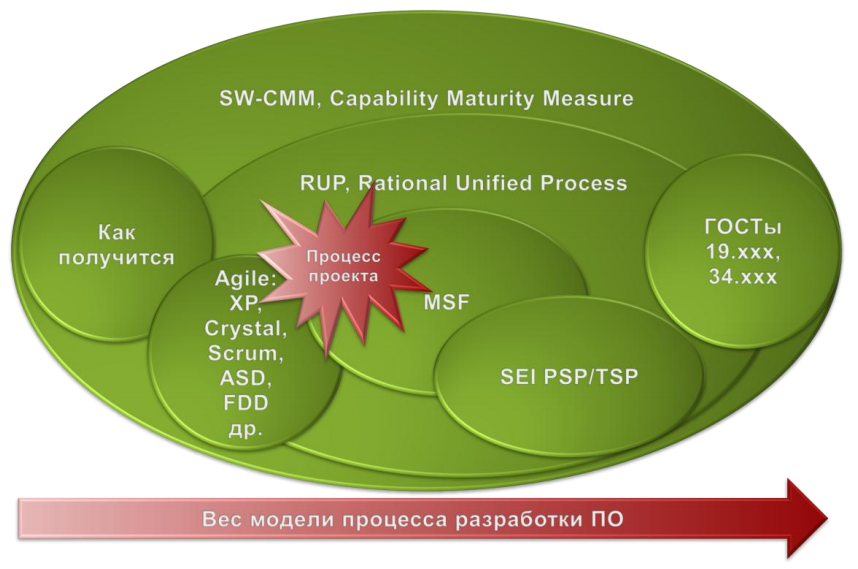 SW-CMM, Capability Maturity Measure
RUP, Rational Unified Process
Как
получится
Процесс
проекта
ГОСТы
19.xxx,
34.xxx
Agile:
XP,
Crystal,
Scrum,
ASD,
FDD
др.
MSF
SEI PSP/TSP
Вес модели процесса разработки ПО